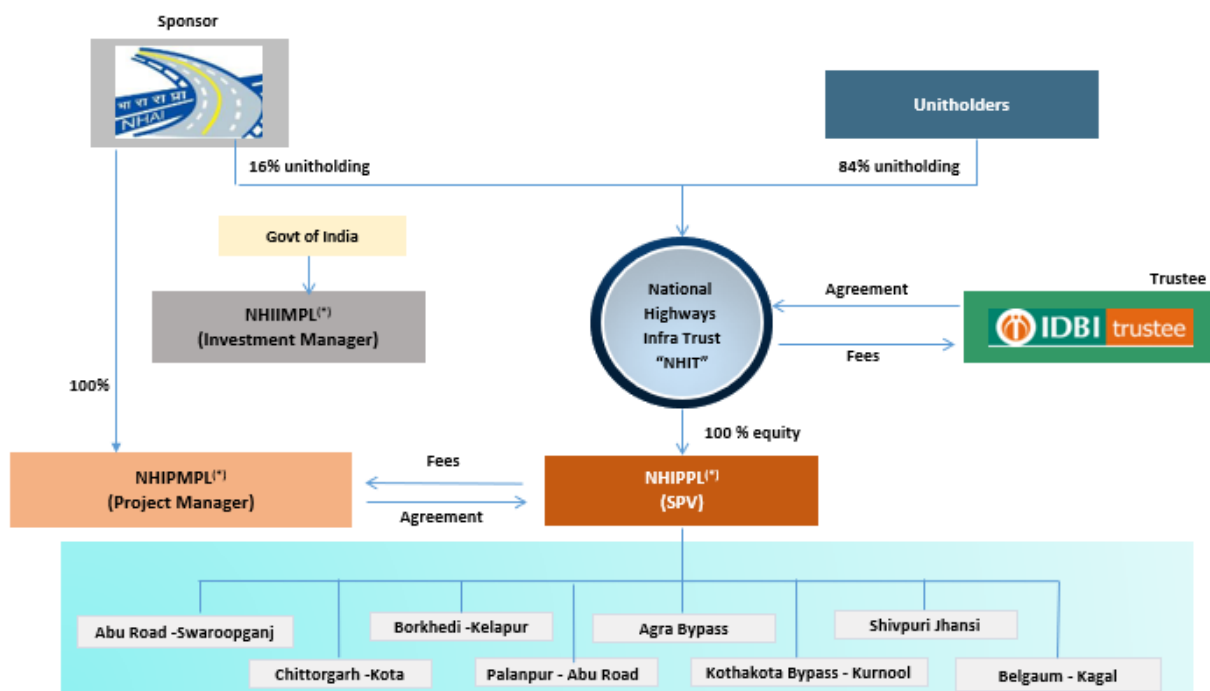 Sponsor
भा रा रा प्रा
NHAI
Unitholders
16% unitholding
84% unitholding
Govt of India
NHIIMPL(*)
(Investment Manager)
National
Highways
Infra Trust
“NHIT”
Agreement
Fees
Trustee
IDBI trustee
100%
100 % equity
NHIPMPL(*)
(Project Manager)
Fees
Agreement
NHIPPL(*)
(SPV)
Abu Road -Swaroopganj
Borkhedi -Kelapur
Agra Bypass
Shivpuri Jhansi
Chittorgarh -Kota
Palanpur - Abu Road
Kothakota Bypass - Kurnool
Belgaum - Kagal